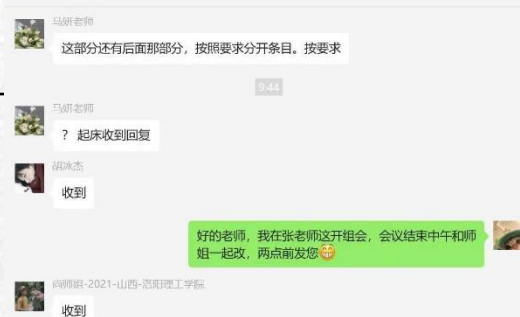 马妍老师
这部分还有后面那部分，按照要求分开条目。按要求
9:44
马妍老师
？ 起床收到回复
胡冰杰
收到
好的老师，我在张老师这开组会，会议结束中午和师
姐一起改，两点前发您😁
尚师姐-2021-山西-洛阳理工学院
收到